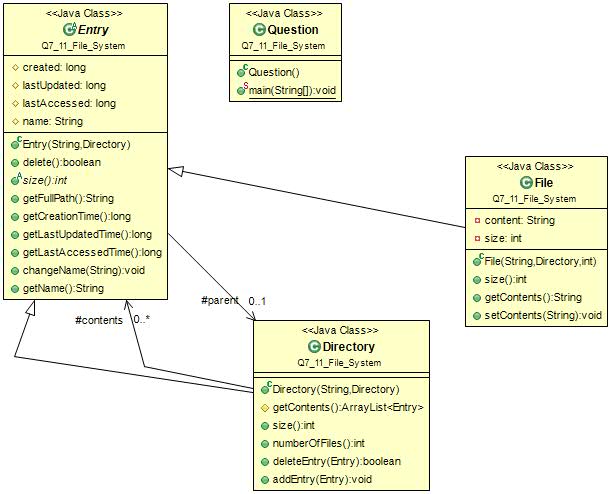 <<Java Class>>
Entry
Q7_11_File_System
created: long
lastUpdated: long
lastAccessed: long
name: String
Entry(String,Directory)
delete():boolean
size():int
getFullPath():String
getCreationTime():long
getLastUpdatedTime():long
getLastAccessedTime():long
changeName(String):void
getName():String
<<Java Class>>
Question
Q7_11_File_System
Question()
main(String[]):void
<<Java Class>>
File
Q7_11_File_System
content: String
size: int
File(String,Directory,int)
size():int
getContents():String
setContents(String):void
#parent 0..1
#contents 0..*
<<Java Class>>
Directory
Q7_11_File_System
Directory(String,Directory)
getContents():ArrayList<Entry>
size():int
numberOfFiles():int
deleteEntry(Entry):boolean
addEntry(Entry):void